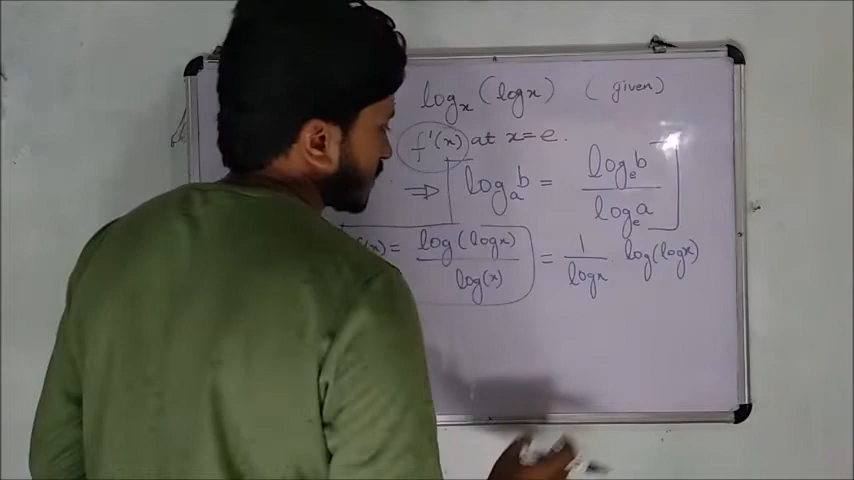 log_x (log x) (given)
f'(x) at x = e.
⇒ log_a b = log_e b / log_e a
(x) = log(log x) / log(x) = 1 / log x log(log x)